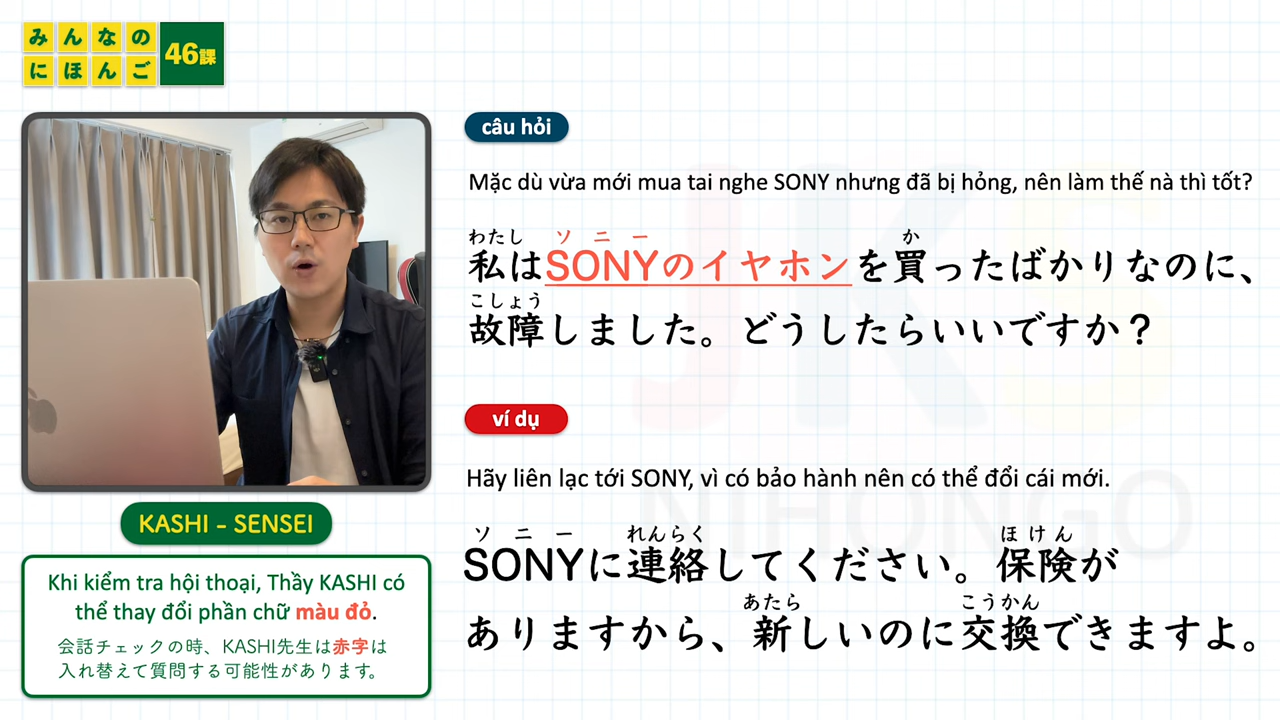 みんなの
にほんご
46課
câu hỏi
Mặc dù vừa mới mua tai nghe SONY nhưng đã bị hỏng, nên làm thế nà thì tốt?
わたし ソニー か
私はSONYのイヤホンを買ったばかりなのに、
こしょう
故障しました。どうしたらいいですか？
ví dụ
Hãy liên lạc tới SONY, vì có bảo hành nên có thể đổi cái mới.
ソニー れんらく ほけん
SONYに連絡してください。保険が
あたら こうかん
ありますから、新しいのに交換できますよ。
KASHI - SENSEI
Khi kiểm tra hội thoại, Thầy KASHI có
thể thay đổi phần chữ màu đỏ.
会話チェックの時、KASHI先生は赤字は
入れ替えて質問する可能性があります。
JKS
NIHONGO